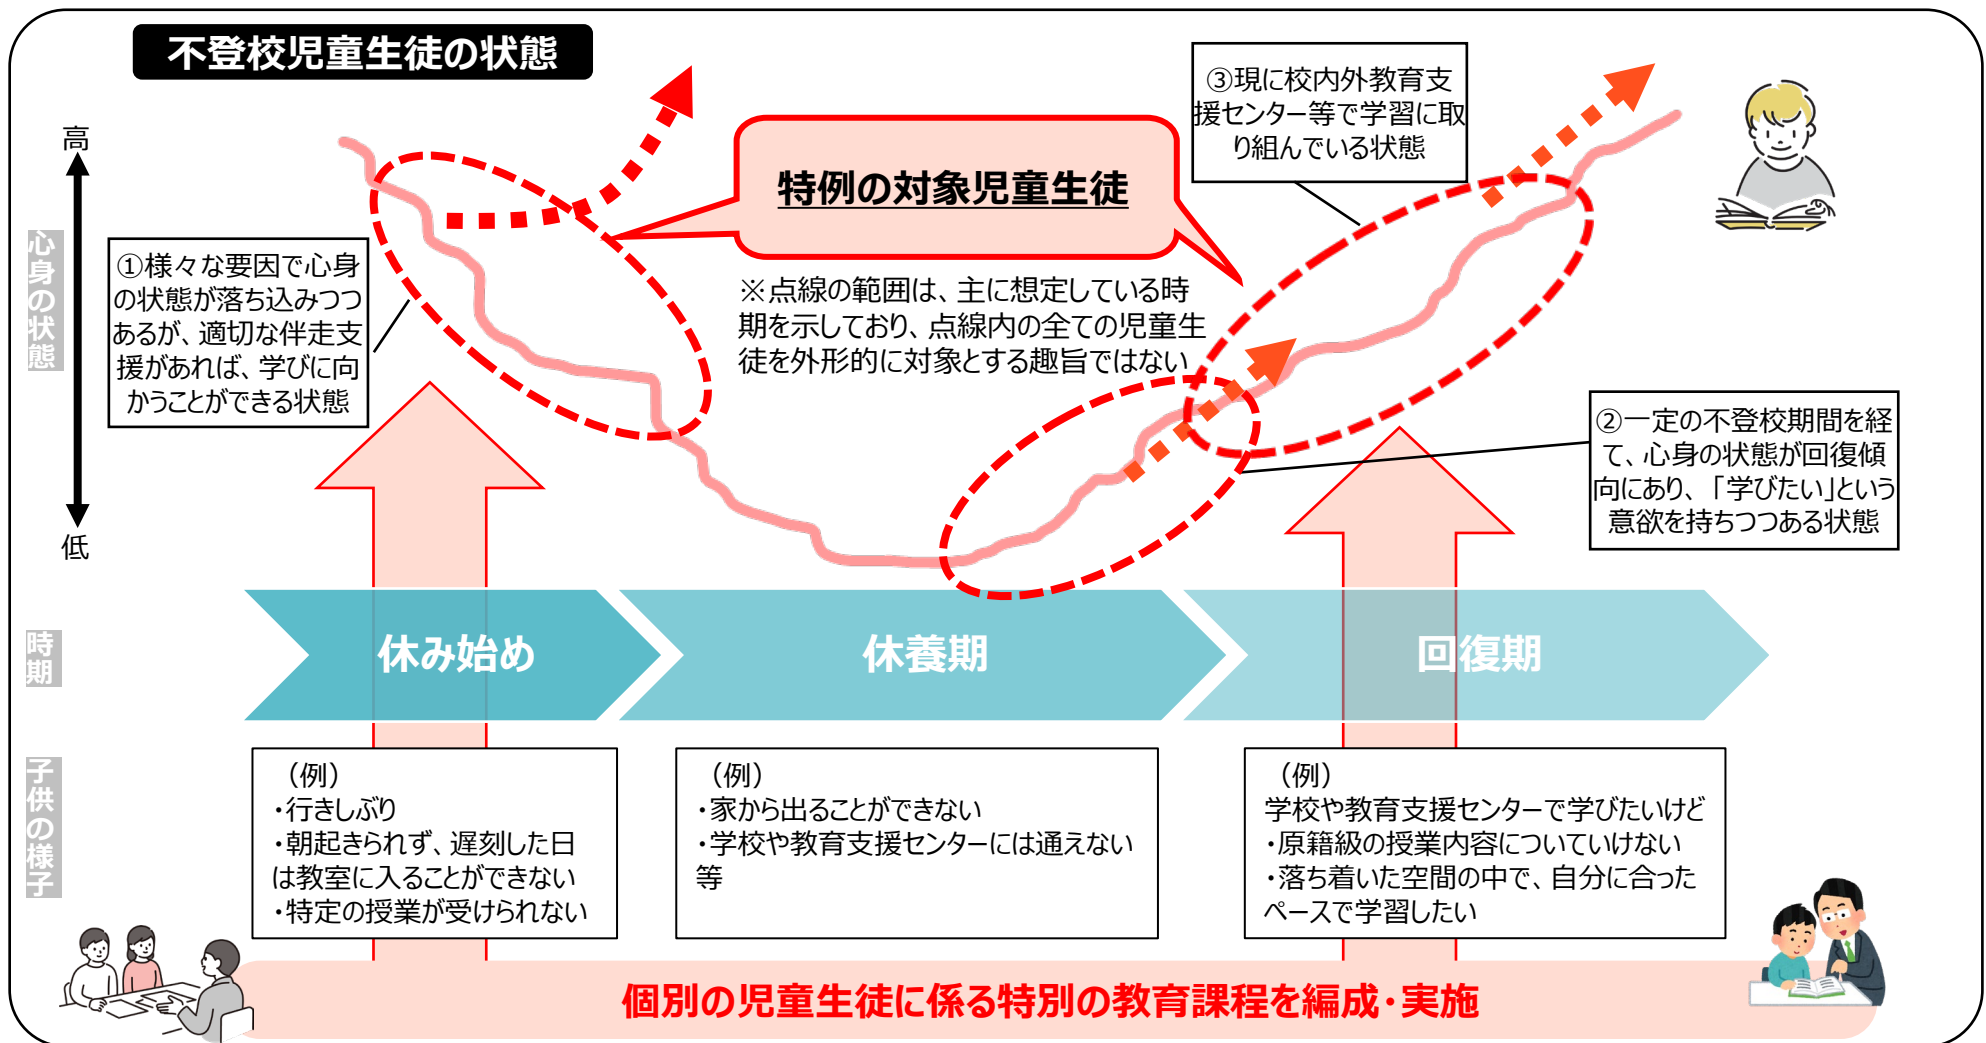 不登校児童生徒の状態
高
心身の状態
低
①様々な要因で心身
の状態が落ち込みつつ
あるが、適切な伴走支
援があれば、学びに向
かうことができる状態
特例の対象児童生徒
※点線の範囲は、主に想定している時
期を示しており、点線内の全ての児童生
徒を外形的に対象とする趣旨ではない
③現に校内外教育支
援センター等で学習に取
り組んでいる状態
②一定の不登校期間を経
て、心身の状態が回復傾
向にあり、「学びたい」という
意欲を持ちつつある状態
時期
休み始め
休養期
回復期
子供の様子
（例）
・行きしぶり
・朝起きられず、遅刻した日
は教室に入ることができない
・特定の授業が受けられない
（例）
・家から出ることができない
・学校や教育支援センターには通えない
等
（例）
学校や教育支援センターで学びたいけど
・原籍級の授業内容についていけない
・落ち着いた空間の中で、自分に合った
ペースで学習したい
個別の児童生徒に係る特別の教育課程を編成・実施